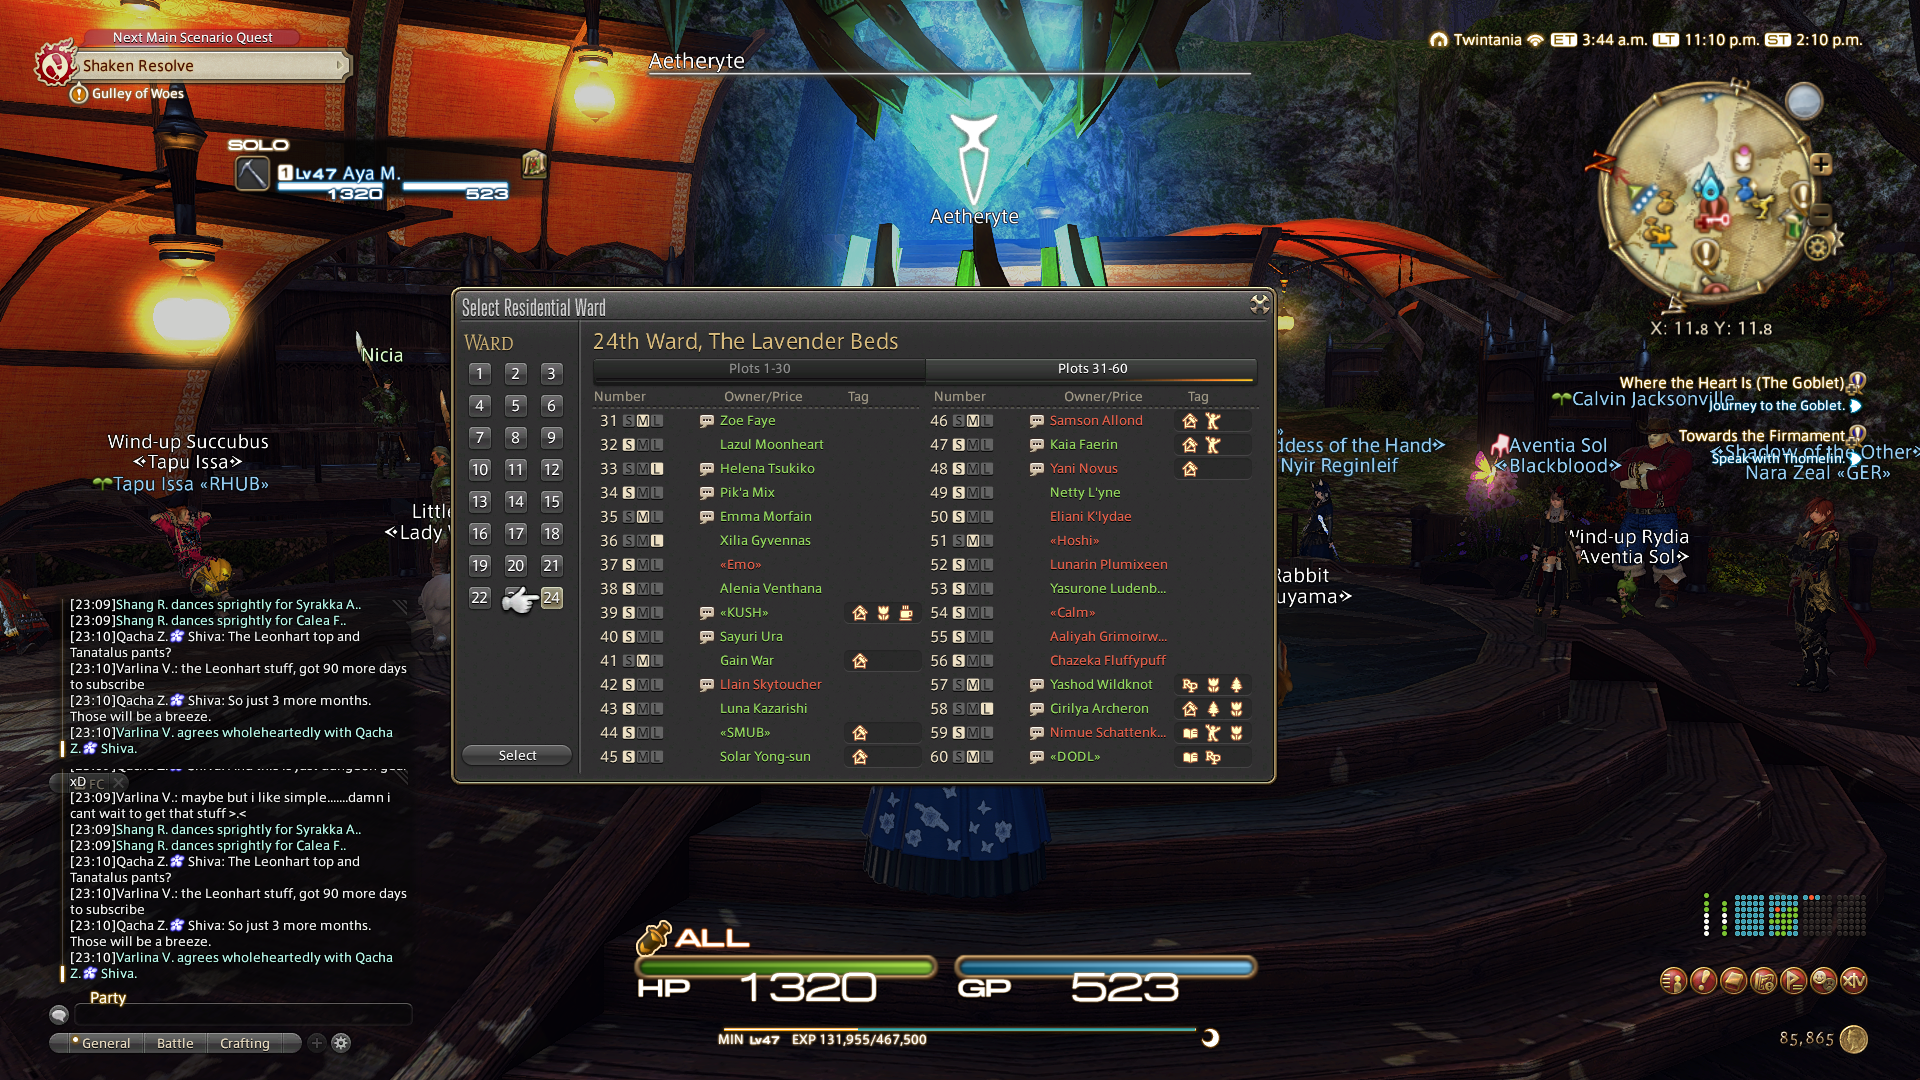 Next Main Scenario Quest
Shaken Resolve
Gulley of Woes
Aetheryte
Twintania ET 3:44 a.m. LT 11:10 p.m. ST 2:10 p.m.
SOLO
1 Lv47 Aya M.
1320 523
Aetheryte
X: 11.8 Y: 11.8
Nicia
Wind-up Succubus
«Tapu Issa»
Tapu Issa «RHUB»
Where the Heart Is (The Goblet)
Calvin Jacksonville
Journey to the Goblet.
Towards the Firmament
Speak with Thomelin.
Nyir Reginleif
Aventia Sol
«Blackblood»
Nara Zeal «GER»
Wind-up Rydia
Aventia Sol»
Rabbit
Select Residential Ward
WARD
1 2 3
4 5 6
7 8 9
10 11 12
13 14 15
16 17 18
19 20 21
22 24
Select
24th Ward, The Lavender Beds
Plots 1-30 Plots 31-60
Number Owner/Price Tag Number Owner/Price Tag
31 S M L Zoe Faye 46 S M L Samson Allond
32 S M L Lazul Moonheart 47 S M L Kaia Faerin
33 S M L Helena Tsukiko 48 S M L Yani Novus
34 S M L Pik'a Mix 49 S M L Netty L'yne
35 S M L Emma Morfain 50 S M L Eliani K'lydae
36 S M L Xilia Gyvennas 51 S M L «Hoshi»
37 S M L «Emo» 52 S M L Lunarin Plumixeen
38 S M L Alenia Venthana 53 S M L Yasurone Ludenb...
39 S M L «KUSH» 54 S M L «Calm»
40 S M L Sayuri Ura 55 S M L Aaliyah Grimoirw...
41 S M L Gain War 56 S M L Chazeka Fluffypuff
42 S M L Llain Skytoucher 57 S M L Yashod Wildknot RP
43 S M L Luna Kazarishi 58 S M L Cirilya Archeron
44 S M L «SMUB» 59 S M L Nimue Schattenk...
45 S M L Solar Yong-sun 60 S M L «DODL» RP
[23:09]Shang R. dances sprightly for Syrakka A..
[23:09]Shang R. dances sprightly for Calea F..
[23:10]Qacha Z. Shiva: The Leonhart top and
Tanatalus pants?
[23:10]Varlina V.: the Leonhart stuff, got 90 more days
to subscribe
[23:10]Qacha Z. Shiva: So just 3 more months.
Those will be a breeze.
[23:10]Varlina V. agrees wholeheartedly with Qacha
Z. Shiva.
xD FC
[23:09]Varlina V.: maybe but i like simple.......damn i
cant wait to get that stuff >.<
[23:09]Shang R. dances sprightly for Syrakka A..
[23:09]Shang R. dances sprightly for Calea F..
[23:10]Qacha Z. Shiva: The Leonhart top and
Tanatalus pants?
[23:10]Varlina V.: the Leonhart stuff, got 90 more days
to subscribe
[23:10]Qacha Z. Shiva: So just 3 more months.
Those will be a breeze.
[23:10]Varlina V. agrees wholeheartedly with Qacha
Z. Shiva.
Party
General Battle Crafting
ALL
HP 1320 GP 523
MIN Lv47 EXP 131,955/467,500
XIV
85,865